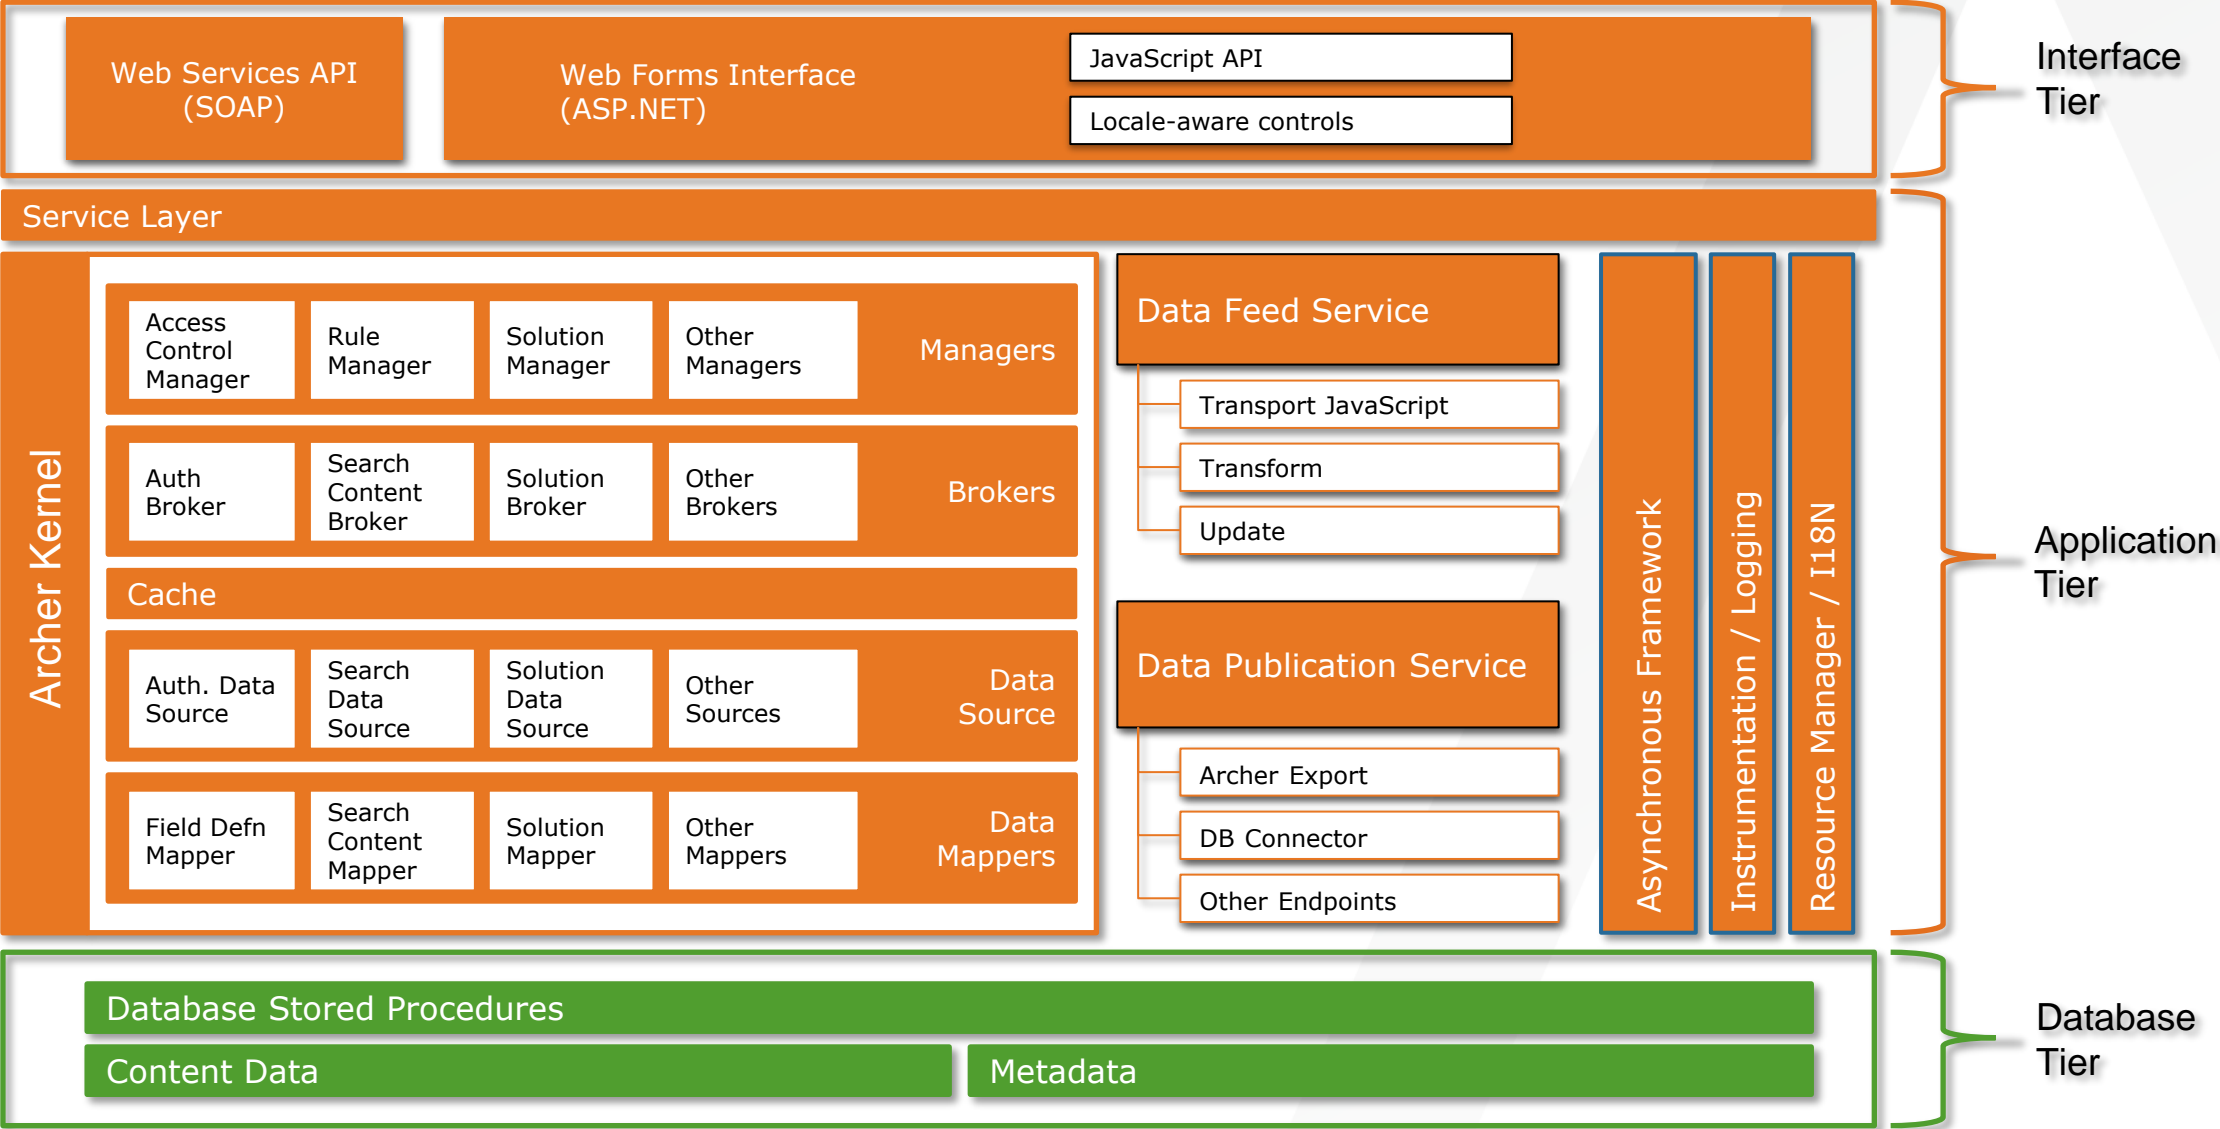 Web Services API
(SOAP)
Web Forms Interface
(ASP.NET)
JavaScript API
Locale-aware controls
Interface
Tier
Service Layer
Archer Kernel
Access
Control
Manager
Rule
Manager
Solution
Manager
Other
Managers
Managers
Auth
Broker
Search
Content
Broker
Solution
Broker
Other
Brokers
Brokers
Cache
Auth. Data
Source
Search
Data
Source
Solution
Data
Source
Other
Sources
Data
Source
Field Defn
Mapper
Search
Content
Mapper
Solution
Mapper
Other
Mappers
Data
Mappers
Data Feed Service
Transport JavaScript
Transform
Update
Data Publication Service
Archer Export
DB Connector
Other Endpoints
Asynchronous Framework
Instrumentation / Logging
Resource Manager / I18N
Application
Tier
Database Stored Procedures
Content Data
Metadata
Database
Tier